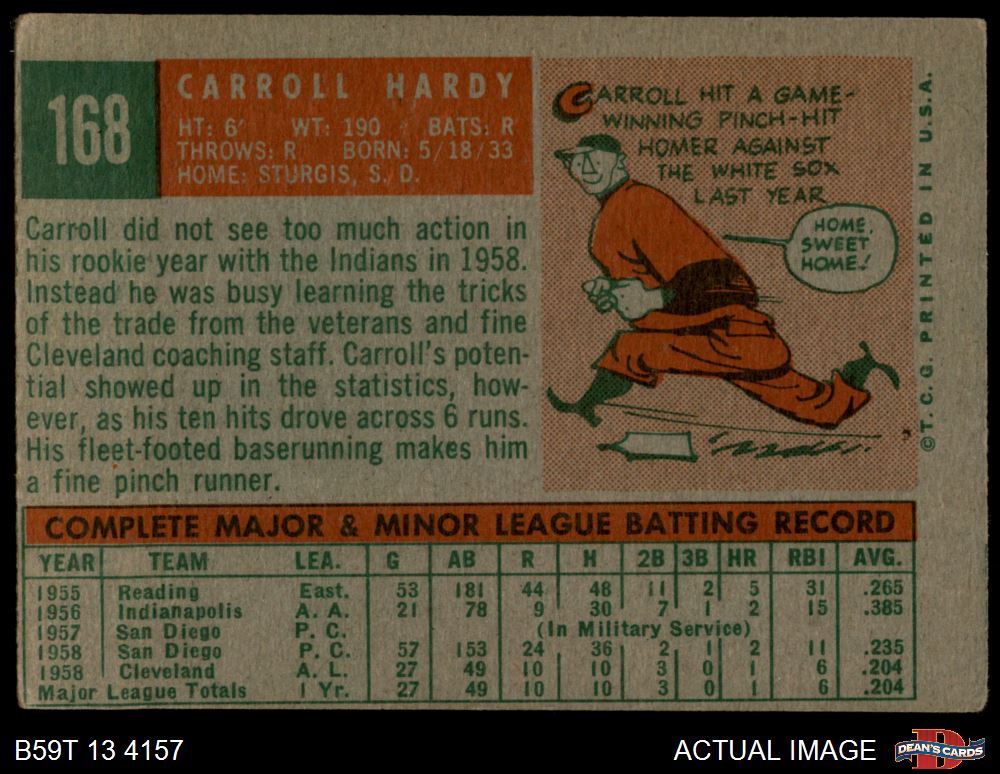 168
CARROLL HARDY
HT: 6' WT: 190 BATS: R
THROWS: R BORN: 5/18/33
HOME: STURGIS, S. D.
CARROLL HIT A GAME-
WINNING PINCH-HIT
HOMER AGAINST
THE WHITE SOX
LAST YEAR
HOME,
SWEET
HOME!
Carroll did not see too much action in
his rookie year with the Indians in 1958.
Instead he was busy learning the tricks
of the trade from the veterans and fine
Cleveland coaching staff. Carroll's poten-
tial showed up in the statistics, how-
ever, as his ten hits drove across 6 runs.
His fleet-footed baserunning makes him
a fine pinch runner.
©T.C.G. PRINTED IN U.S.A.
COMPLETE MAJOR & MINOR LEAGUE BATTING RECORD
YEAR TEAM LEA. G AB R H 2B 3B HR RBI AVG.
1955 Reading East. 53 181 44 48 11 2 5 31 .265
1956 Indianapolis A. A. 21 78 9 30 7 1 2 15 .385
1957 San Diego P. C. (In Military Service)
1958 San Diego P. C. 57 153 24 36 2 1 2 11 .235
1958 Cleveland A. L. 27 49 10 10 3 0 1 6 .204
Major League Totals 1 Yr. 27 49 10 10 3 0 1 6 .204
B59T 13 4157
ACTUAL IMAGE
D
DEAN'S CARDS